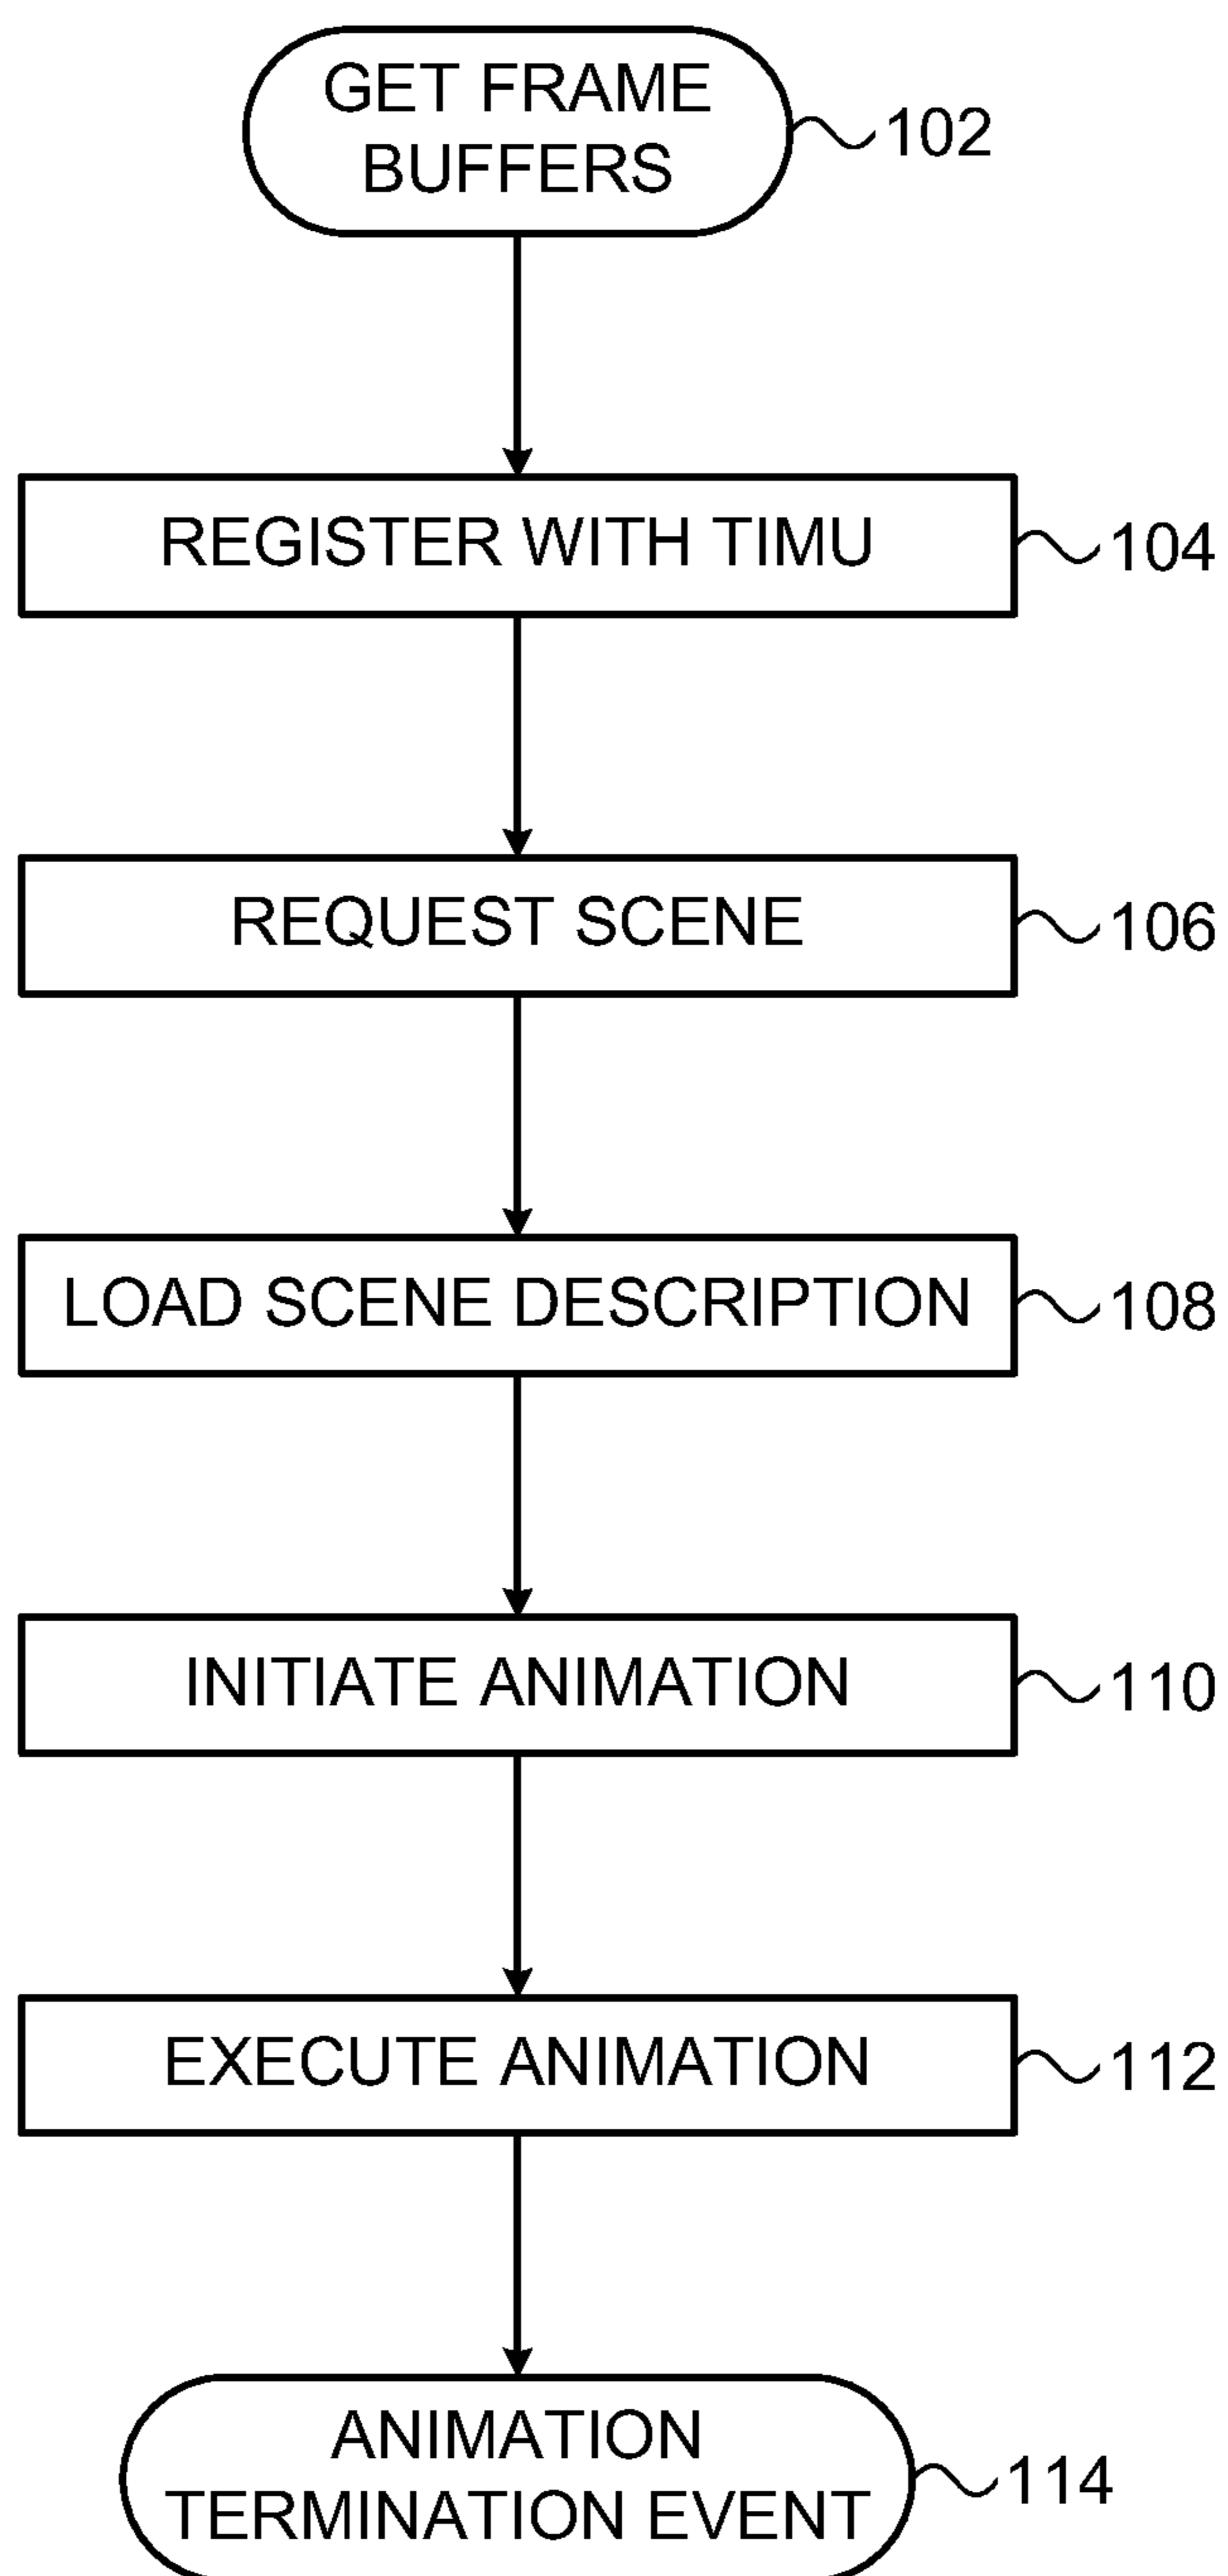 GET FRAME
BUFFERS
102
REGISTER WITH TIMU
104
REQUEST SCENE
106
LOAD SCENE DESCRIPTION
108
INITIATE ANIMATION
110
EXECUTE ANIMATION
112
ANIMATION
TERMINATION EVENT
114